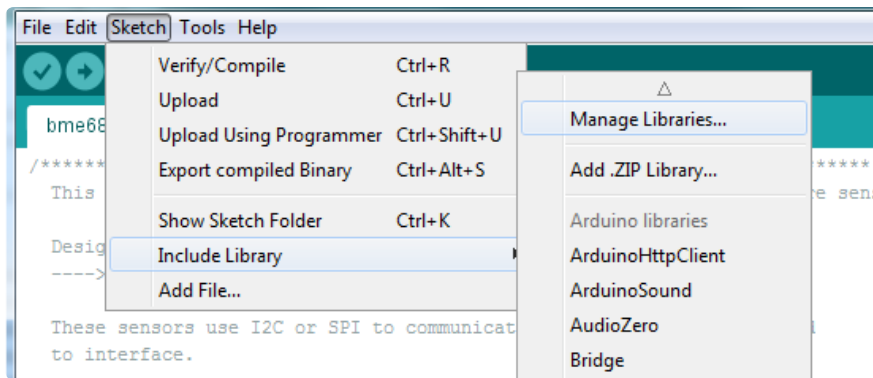 File Edit Sketch Tools Help
Verify/Compile Ctrl+R
Upload Ctrl+U
Upload Using Programmer Ctrl+Shift+U
Export compiled Binary Ctrl+Alt+S
Show Sketch Folder Ctrl+K
Include Library
Add File...
Manage Libraries...
Add .ZIP Library...
Arduino libraries
ArduinoHttpClient
ArduinoSound
AudioZero
Bridge
bme68
/*******
*****
This
re sens
Desig
---->
These sensors use I2C or SPI to communicat
to interface.